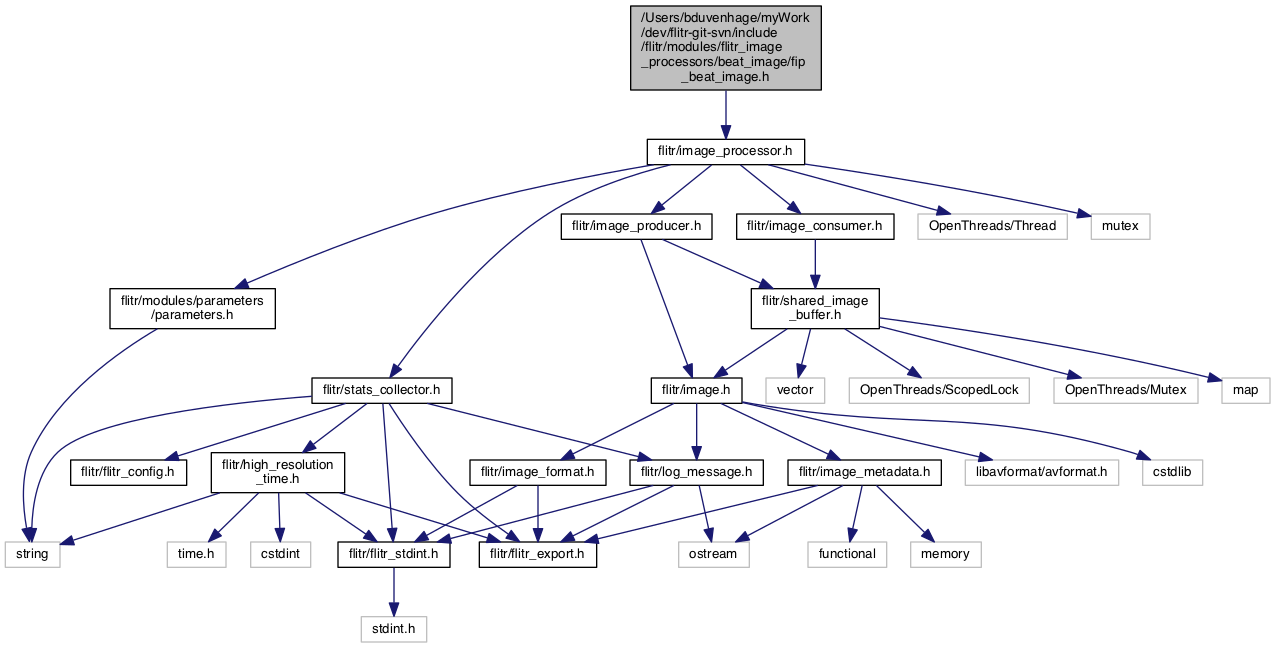 /Users/bduvenhage/myWork
/dev/flitr-git-svn/include
/flitr/modules/flitr_image
_processors/beat_image/fip
_beat_image.h
flitr/image_processor.h
flitr/image_producer.h
flitr/image_consumer.h
OpenThreads/Thread
mutex
flitr/modules/parameters
/parameters.h
flitr/shared_image
_buffer.h
flitr/stats_collector.h
flitr/image.h
vector
OpenThreads/ScopedLock
OpenThreads/Mutex
map
flitr/flitr_config.h
flitr/high_resolution
_time.h
flitr/image_format.h
flitr/log_message.h
flitr/image_metadata.h
libavformat/avformat.h
cstdlib
string
time.h
cstdint
flitr/flitr_stdint.h
flitr/flitr_export.h
ostream
functional
memory
stdint.h